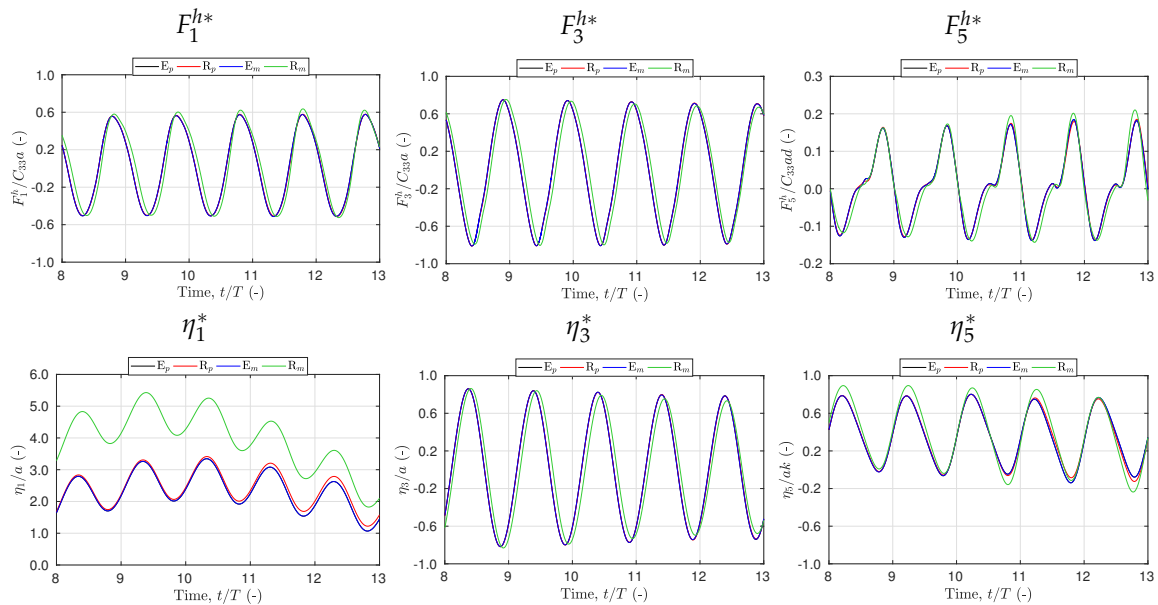 F_1^{h*}
F_3^{h*}
F_5^{h*}
E_p R_p E_m R_m
1.0
0.6
0.2
-0.2
-0.6
-1.0
F_1^h/C_{33}a (-)
8 9 10 11 12 13
Time, t/T (-)
E_p R_p E_m R_m
1.0
0.6
0.2
-0.2
-0.6
-1.0
F_3^h/C_{33}a (-)
8 9 10 11 12 13
Time, t/T (-)
E_p R_p E_m R_m
0.3
0.2
0.1
0.0
-0.1
-0.2
F_5^h/C_{33}ad (-)
8 9 10 11 12 13
Time, t/T (-)
η_1^*
η_3^*
η_5^*
E_p R_p E_m R_m
6.0
5.0
4.0
3.0
2.0
1.0
0.0
η_1/a (-)
8 9 10 11 12 13
Time, t/T (-)
E_p R_p E_m R_m
1.0
0.6
0.2
-0.2
-0.6
-1.0
η_3/a (-)
8 9 10 11 12 13
Time, t/T (-)
E_p R_p E_m R_m
1.0
0.6
0.2
-0.2
-0.6
-1.0
η_5/ak (-)
8 9 10 11 12 13
Time, t/T (-)